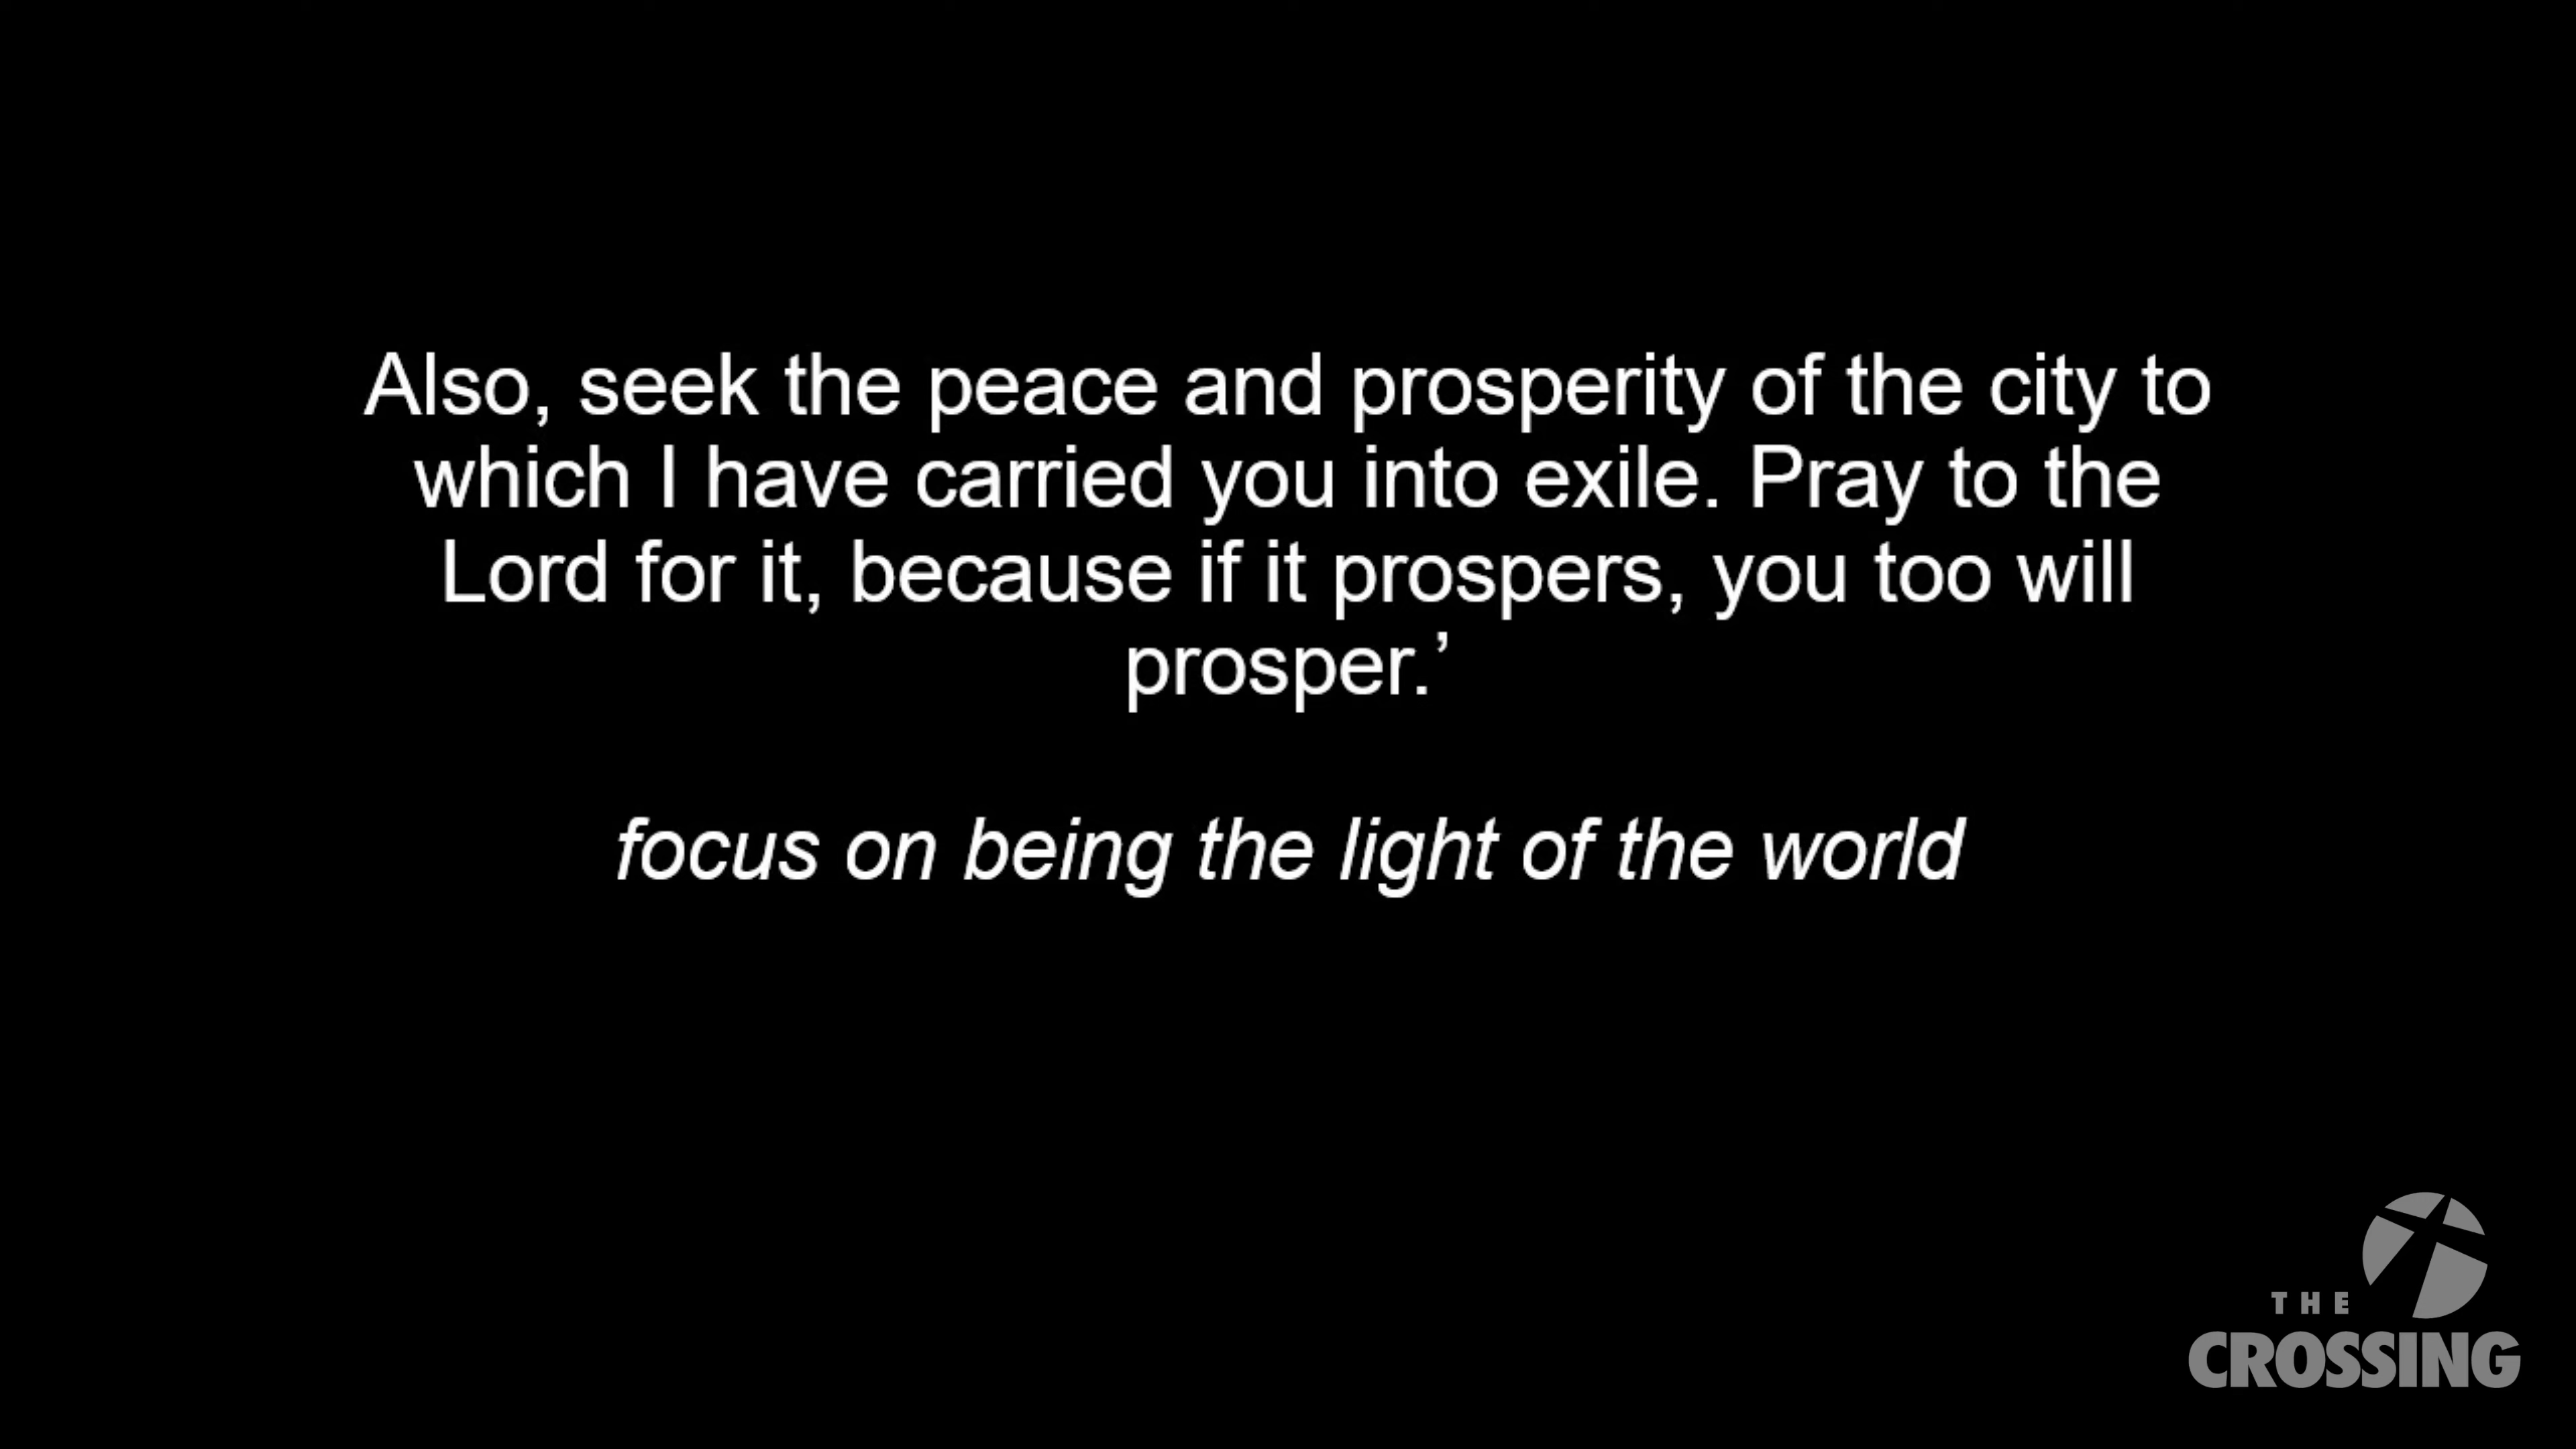 Also, seek the peace and prosperity of the city to
which I have carried you into exile. Pray to the
Lord for it, because if it prospers, you too will
prosper.’
focus on being the light of the world
THE
CROSSING